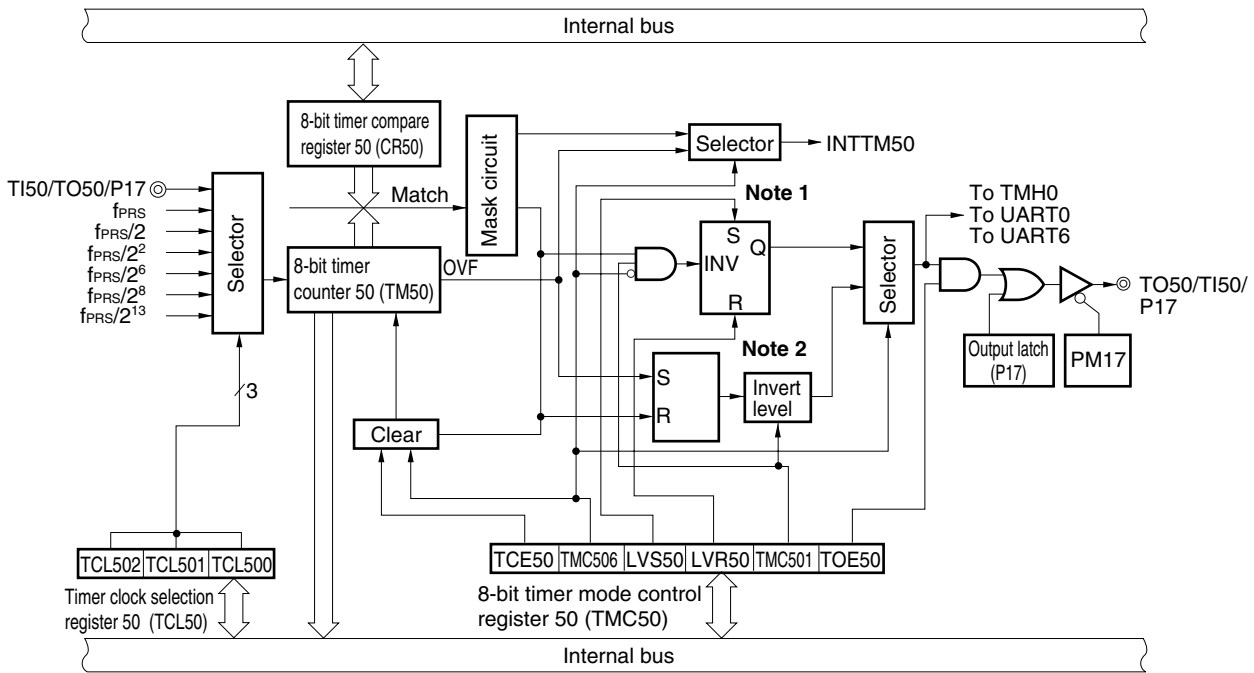 Internal bus
8-bit timer compare
register 50 (CR50)
Mask circuit
Selector
INTTM50
TI50/TO50/P17
Match
Note 1
fPRS
fPRS/2
fPRS/2²
fPRS/2⁶
fPRS/2⁸
fPRS/2¹³
Selector
8-bit timer
counter 50 (TM50)
OVF
S
Q
INV
R
Selector
To TMH0
To UART0
To UART6
TO50/TI50/
P17
Note 2
Output latch
(P17)
PM17
3
S
R
Invert
level
Clear
TCL502 TCL501 TCL500
Timer clock selection
register 50 (TCL50)
TCE50 TMC506 LVS50 LVR50 TMC501 TOE50
8-bit timer mode control
register 50 (TMC50)
Internal bus